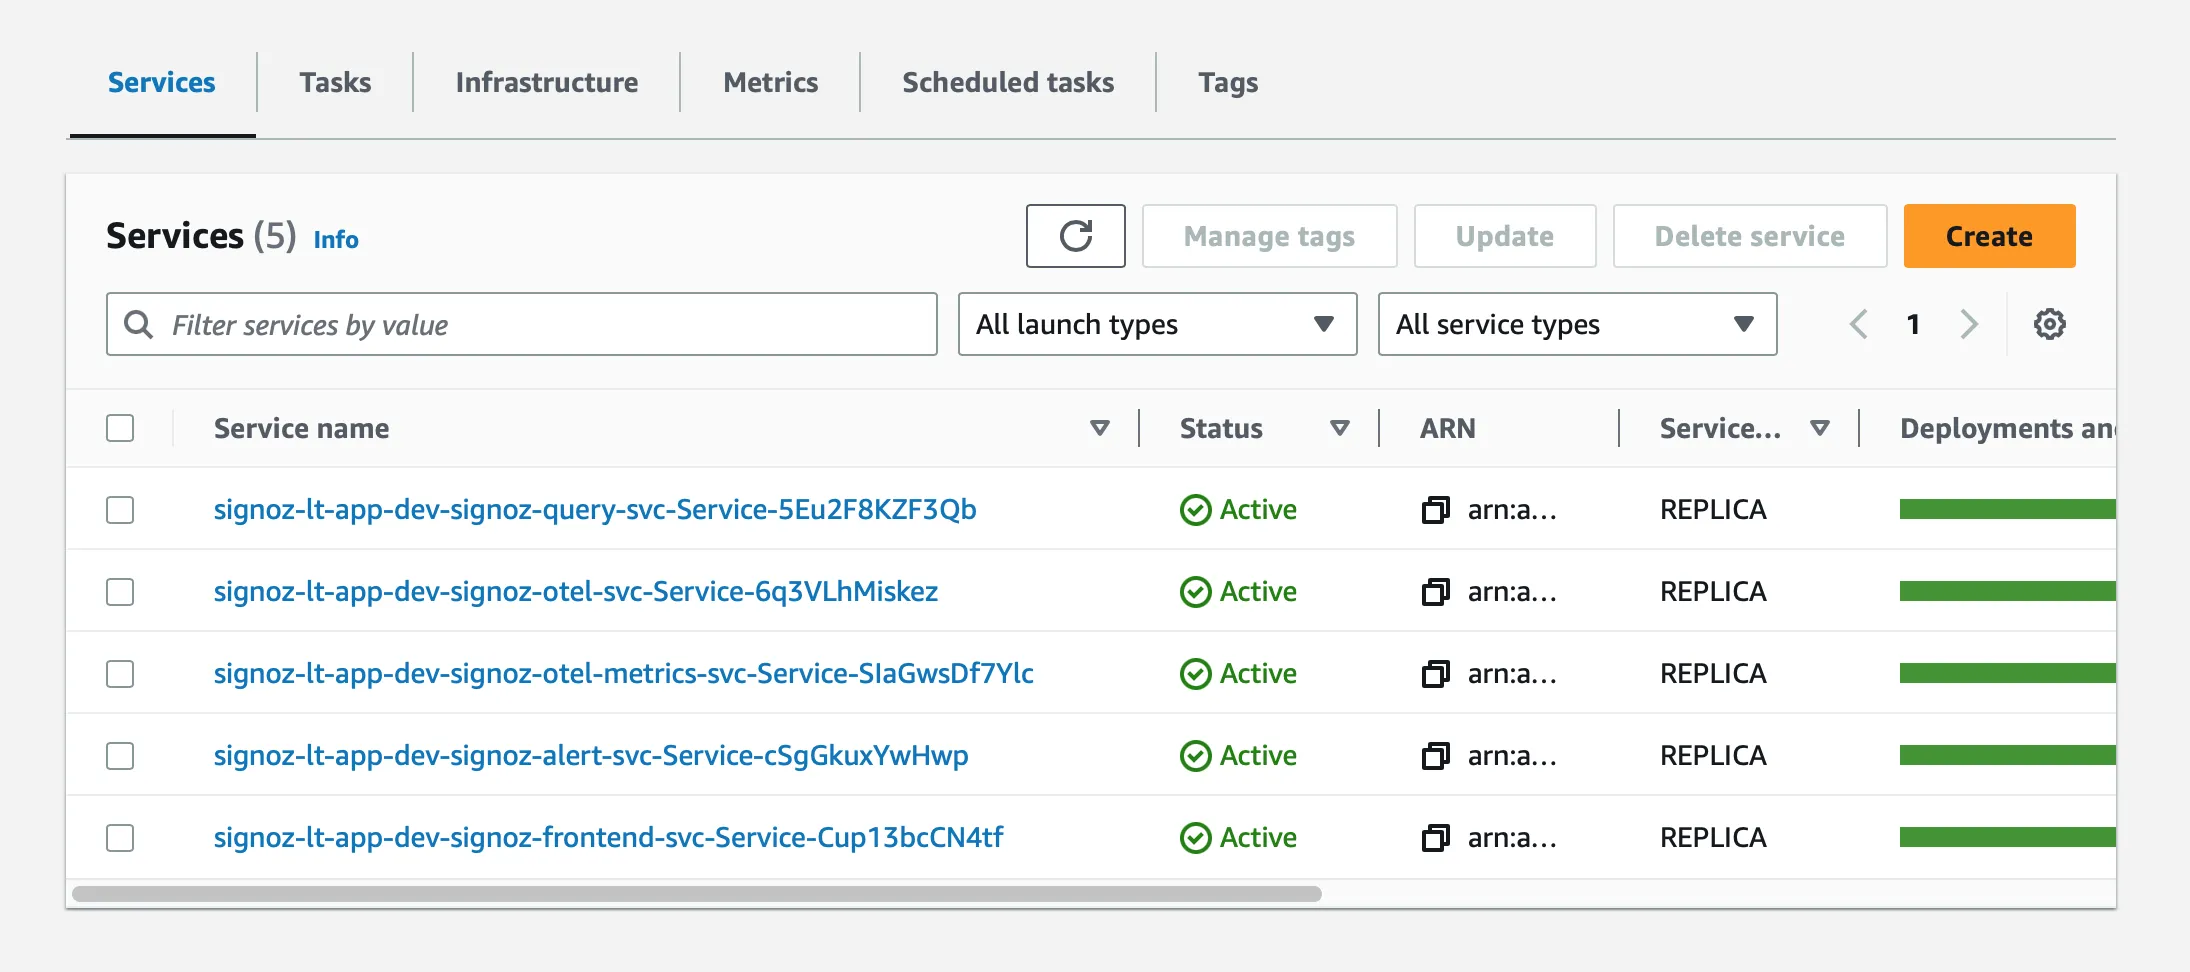 Services Tasks Infrastructure Metrics Scheduled tasks Tags
Services (5) Info Manage tags Update Delete service Create
Filter services by value All launch types All service types 1
Service name Status ARN Service... Deployments an
signoz-lt-app-dev-signoz-query-svc-Service-5Eu2F8KZF3Qb Active arn:a... REPLICA
signoz-lt-app-dev-signoz-otel-svc-Service-6q3VLhMiskez Active arn:a... REPLICA
signoz-lt-app-dev-signoz-otel-metrics-svc-Service-SIaGwsDf7Ylc Active arn:a... REPLICA
signoz-lt-app-dev-signoz-alert-svc-Service-cSgGkuxYwHwp Active arn:a... REPLICA
signoz-lt-app-dev-signoz-frontend-svc-Service-Cup13bcCN4tf Active arn:a... REPLICA